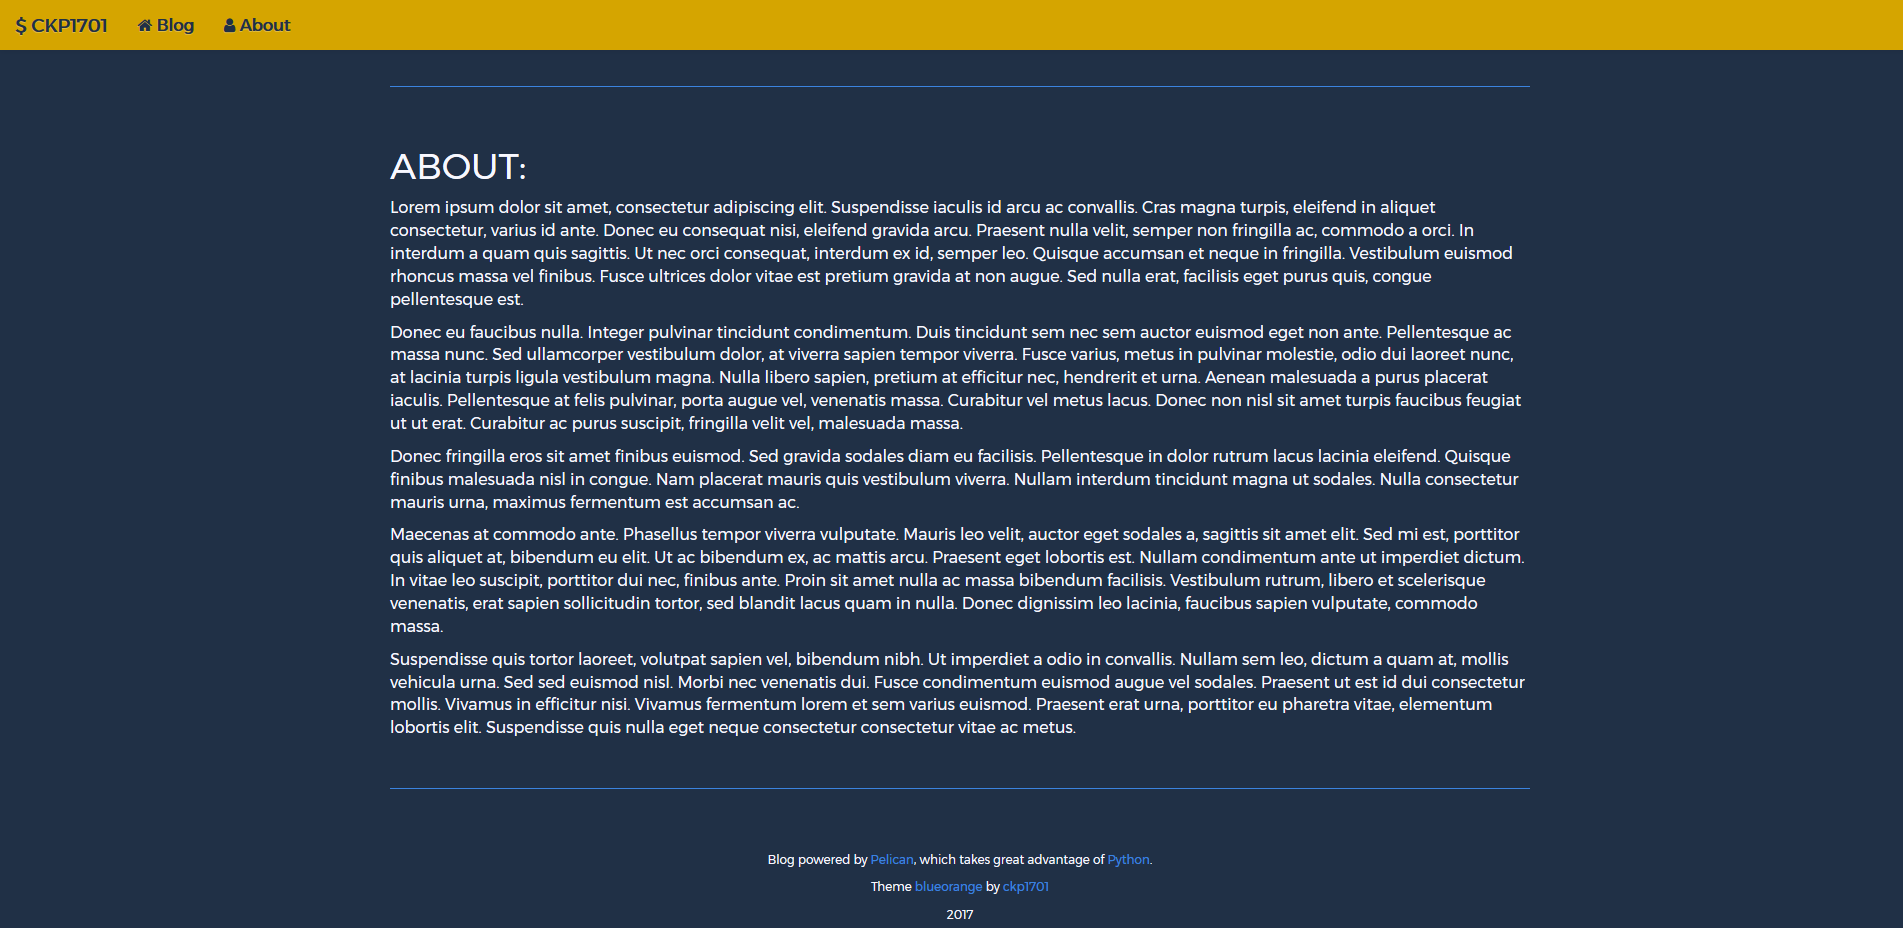 $ CKP1701 Blog About
ABOUT:
Lorem ipsum dolor sit amet, consectetur adipiscing elit. Suspendisse iaculis id arcu ac convallis. Cras magna turpis, eleifend in aliquet
consectetur, varius id ante. Donec eu consequat nisi, eleifend gravida arcu. Praesent nulla velit, semper non fringilla ac, commodo a orci. In
interdum a quam quis sagittis. Ut nec orci consequat, interdum ex id, semper leo. Quisque accumsan et neque in fringilla. Vestibulum euismod
rhoncus massa vel finibus. Fusce ultrices dolor vitae est pretium gravida at non augue. Sed nulla erat, facilisis eget purus quis, congue
pellentesque est.
Donec eu faucibus nulla. Integer pulvinar tincidunt condimentum. Duis tincidunt sem nec sem auctor euismod eget non ante. Pellentesque ac
massa nunc. Sed ullamcorper vestibulum dolor, at viverra sapien tempor viverra. Fusce varius, metus in pulvinar molestie, odio dui laoreet nunc,
at lacinia turpis ligula vestibulum magna. Nulla libero sapien, pretium at efficitur nec, hendrerit et urna. Aenean malesuada a purus placerat
iaculis. Pellentesque at felis pulvinar, porta augue vel, venenatis massa. Curabitur vel metus lacus. Donec non nisl sit amet turpis faucibus feugiat
ut ut erat. Curabitur ac purus suscipit, fringilla velit vel, malesuada massa.
Donec fringilla eros sit amet finibus euismod. Sed gravida sodales diam eu facilisis. Pellentesque in dolor rutrum lacus lacinia eleifend. Quisque
finibus malesuada nisl in congue. Nam placerat mauris quis vestibulum viverra. Nullam interdum tincidunt magna ut sodales. Nulla consectetur
mauris urna, maximus fermentum est accumsan ac.
Maecenas at commodo ante. Phasellus tempor viverra vulputate. Mauris leo velit, auctor eget sodales a, sagittis sit amet elit. Sed mi est, porttitor
quis aliquet at, bibendum eu elit. Ut ac bibendum ex, ac mattis arcu. Praesent eget lobortis est. Nullam condimentum ante ut imperdiet dictum.
In vitae leo suscipit, porttitor dui nec, finibus ante. Proin sit amet nulla ac massa bibendum facilisis. Vestibulum rutrum, libero et scelerisque
venenatis, erat sapien sollicitudin tortor, sed blandit lacus quam in nulla. Donec dignissim leo lacinia, faucibus sapien vulputate, commodo
massa.
Suspendisse quis tortor laoreet, volutpat sapien vel, bibendum nibh. Ut imperdiet a odio in convallis. Nullam sem leo, dictum a quam at, mollis
vehicula urna. Sed sed euismod nisl. Morbi nec venenatis dui. Fusce condimentum euismod augue vel sodales. Praesent ut est id dui consectetur
mollis. Vivamus in efficitur nisi. Vivamus fermentum lorem et sem varius euismod. Praesent erat urna, porttitor eu pharetra vitae, elementum
lobortis elit. Suspendisse quis nulla eget neque consectetur consectetur vitae ac metus.
Blog powered by Pelican, which takes great advantage of Python.
Theme blueorange by ckp1701
2017